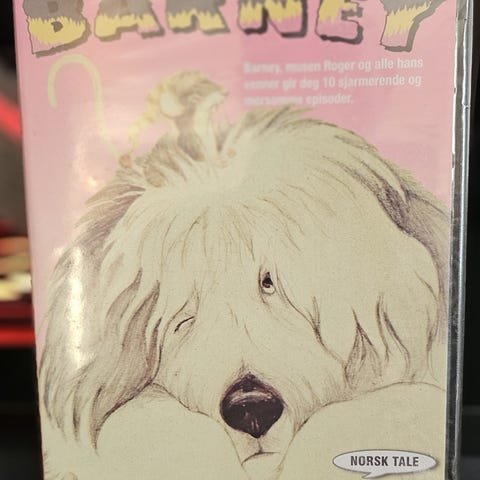 BARNEY
Barney, musen Roger og alle hans
venner gir deg 10 sjarmerende og
morsomme episoder.
NORSK TALE